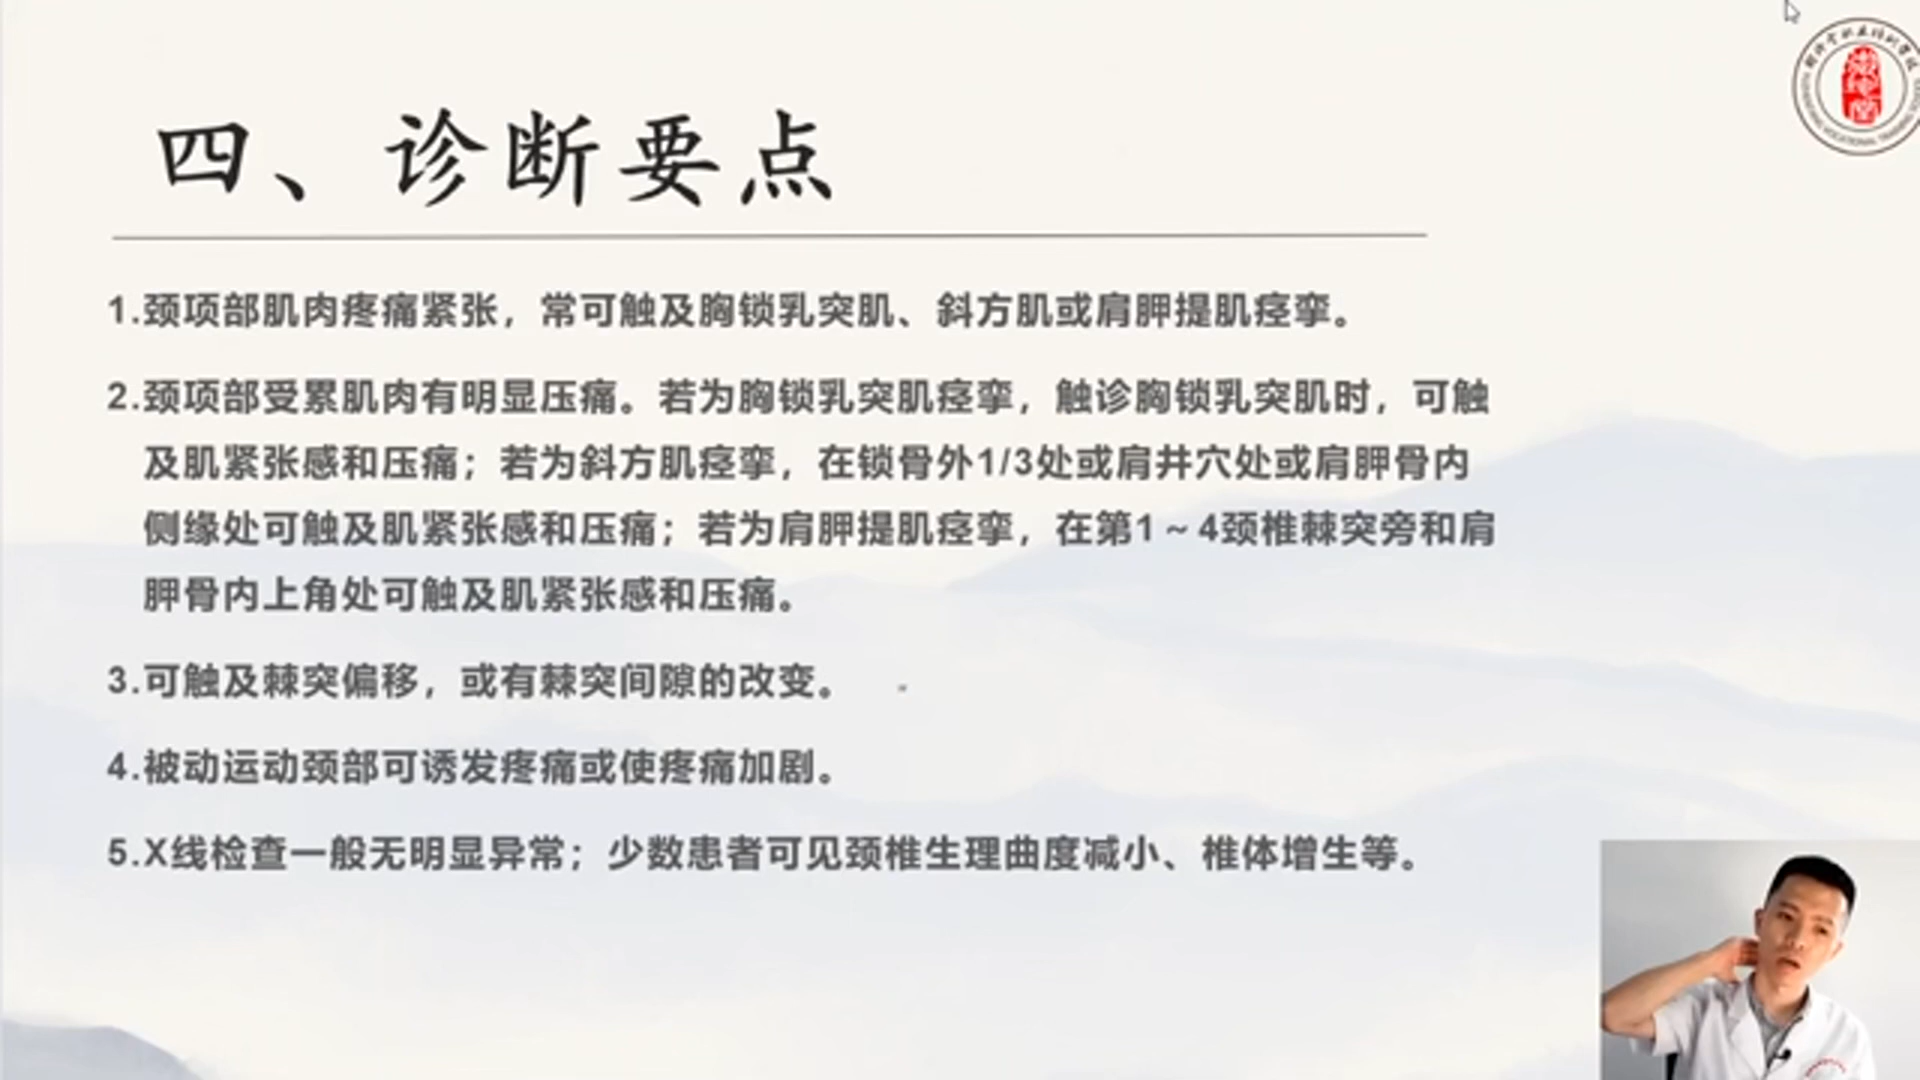 四、诊断要点
1.颈项部肌肉疼痛紧张，常可触及胸锁乳突肌、斜方肌或肩胛提肌痉挛。
2.颈项部受累肌肉有明显压痛。若为胸锁乳突肌痉挛，触诊胸锁乳突肌时，可触
及肌紧张感和压痛；若为斜方肌痉挛，在锁骨外1/3处或肩井穴处或肩胛骨内
侧缘处可触及肌紧张感和压痛；若为肩胛提肌痉挛，在第1～4颈椎棘突旁和肩
胛骨内上角处可触及肌紧张感和压痛。
3.可触及棘突偏移，或有棘突间隙的改变。
4.被动运动颈部可诱发疼痛或使疼痛加剧。
5.X线检查一般无明显异常；少数患者可见颈椎生理曲度减小、椎体增生等。